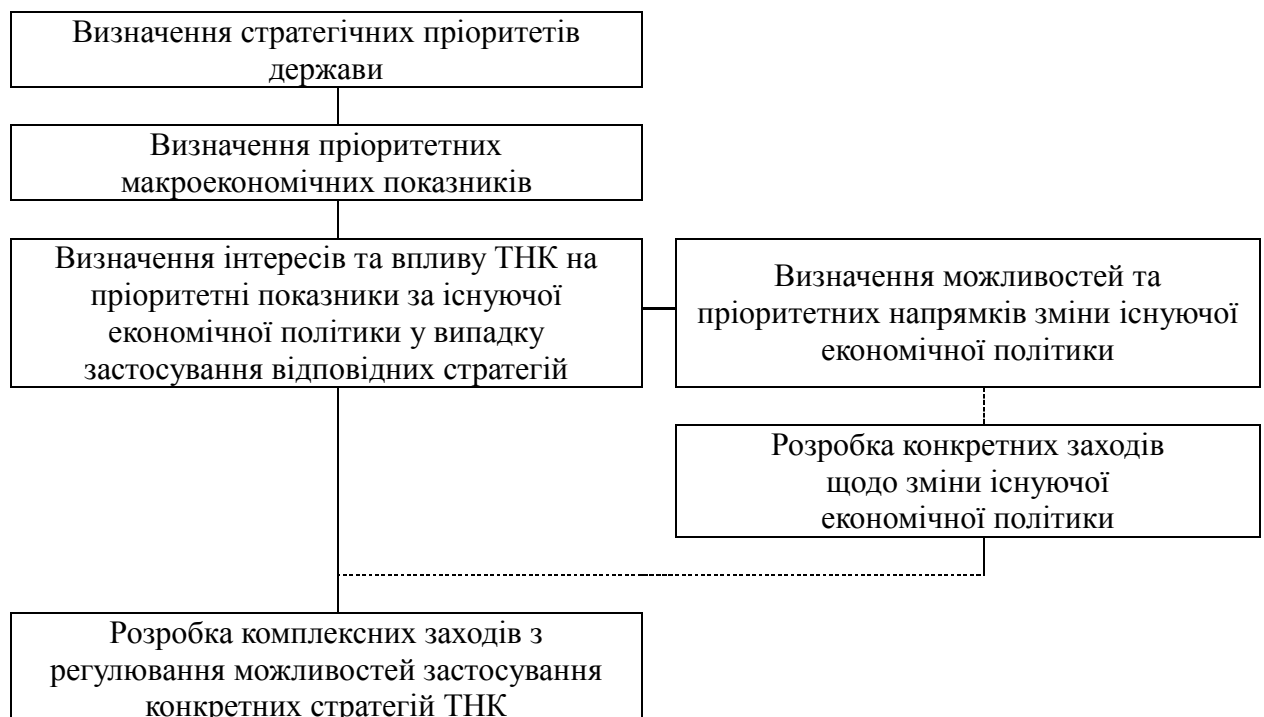 Визначення стратегічних пріоритетів
держави
Визначення пріоритетних
макроекономічних показників
Визначення інтересів та впливу ТНК на
пріоритетні показники за існуючої
економічної політики у випадку
застосування відповідних стратегій
Визначення можливостей та
пріоритетних напрямків зміни існуючої
економічної політики
Розробка конкретних заходів
щодо зміни існуючої
економічної політики
Розробка комплексних заходів з
регулювання можливостей застосування
конкретних стратегій ТНК